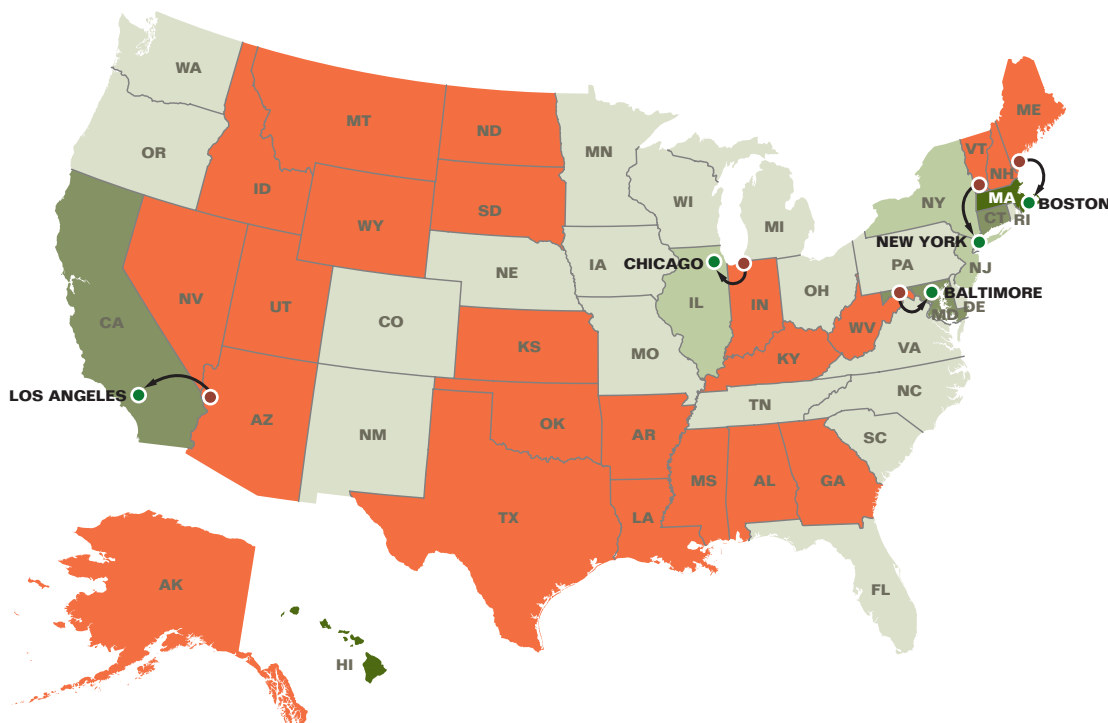 WA
ME
MT
ND
MN
VT
OR
NH
ID
SD
WI
NY
MA
BOSTON
CT
RI
WY
MI
NEW YORK
CHICAGO
PA
IA
NE
NJ
OH
BALTIMORE
NV
UT
IL
IN
DE
MD
CA
CO
WV
KS
MO
KY
VA
LOS ANGELES
NC
TN
AZ
NM
OK
AR
SC
MS
AL
GA
TX
LA
AK
FL
HI